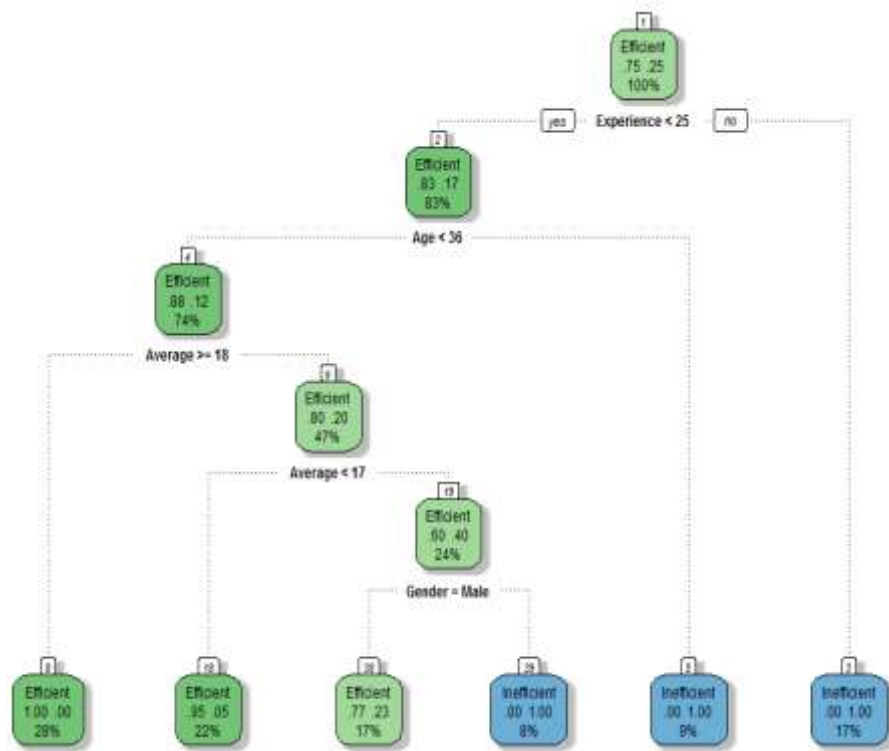 1
Efficient
.75 .25
100%
yes
Experience < 25
no
2
Efficient
.83 .17
83%
Age < 36
4
Efficient
.88 .12
74%
Average >= 18
Efficient
.80 .20
47%
Average < 17
19
Efficient
.60 .40
24%
Gender = Male
Efficient
1.00 .00
28%
Efficient
.95 .05
22%
Efficient
.77 .23
17%
Inefficient
.00 1.00
8%
Inefficient
.00 1.00
9%
Inefficient
.00 1.00
17%